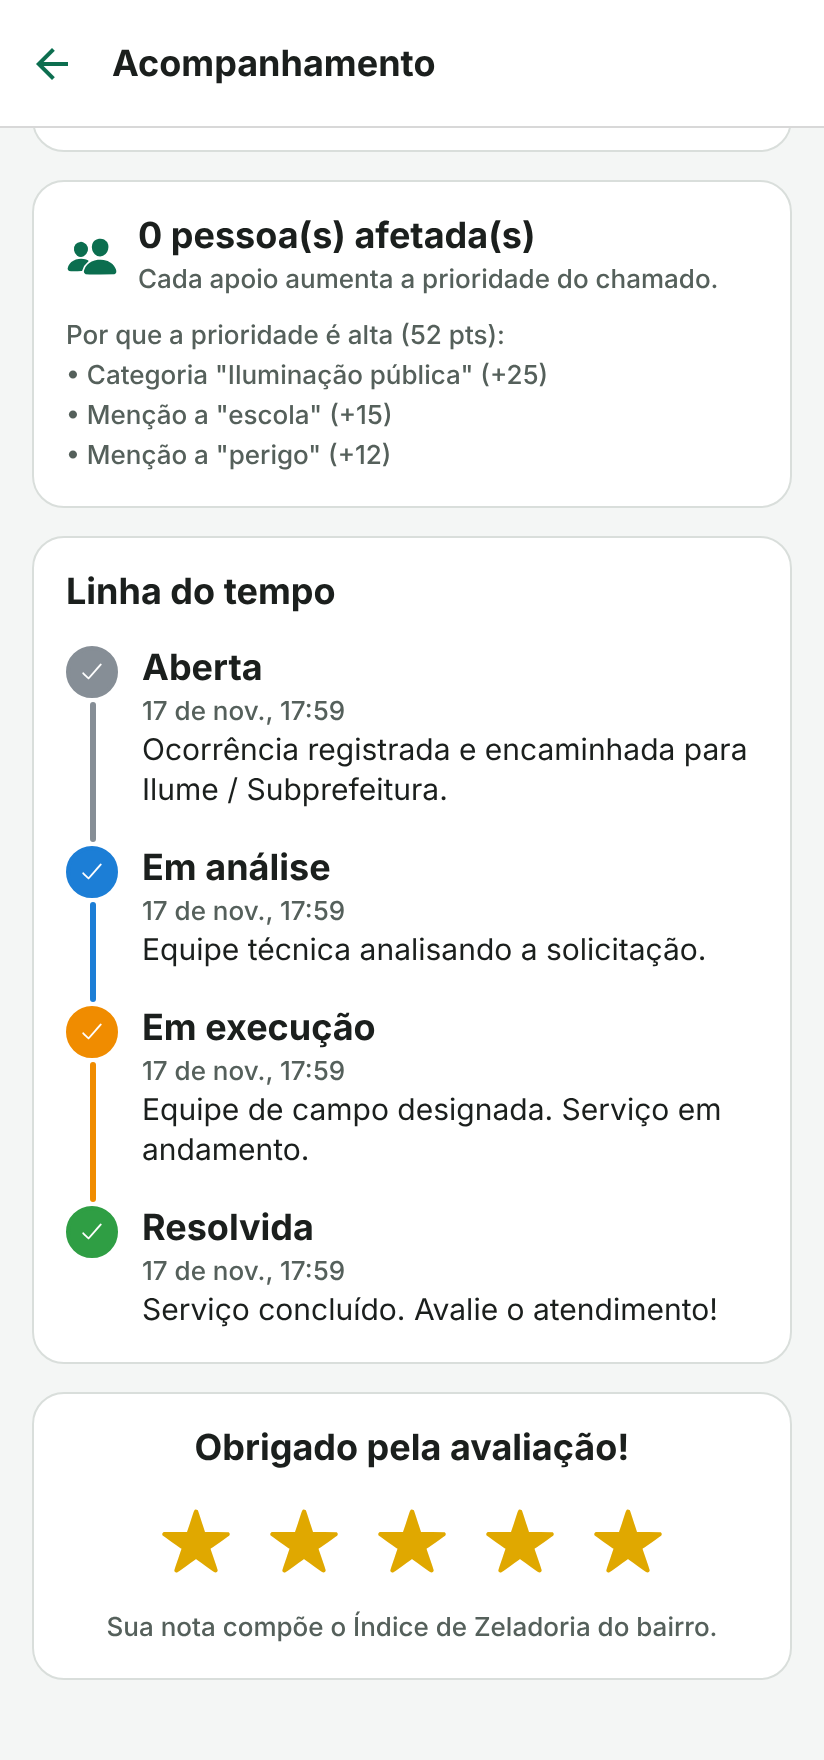 Acompanhamento
0 pessoa(s) afetada(s)
Cada apoio aumenta a prioridade do chamado.
Por que a prioridade é alta (52 pts):
• Categoria "Iluminação pública" (+25)
• Menção a "escola" (+15)
• Menção a "perigo" (+12)
Linha do tempo
Aberta
17 de nov., 17:59
Ocorrência registrada e encaminhada para
Ilume / Subprefeitura.
Em análise
17 de nov., 17:59
Equipe técnica analisando a solicitação.
Em execução
17 de nov., 17:59
Equipe de campo designada. Serviço em
andamento.
Resolvida
17 de nov., 17:59
Serviço concluído. Avalie o atendimento!
Obrigado pela avaliação!
Sua nota compõe o Índice de Zeladoria do bairro.